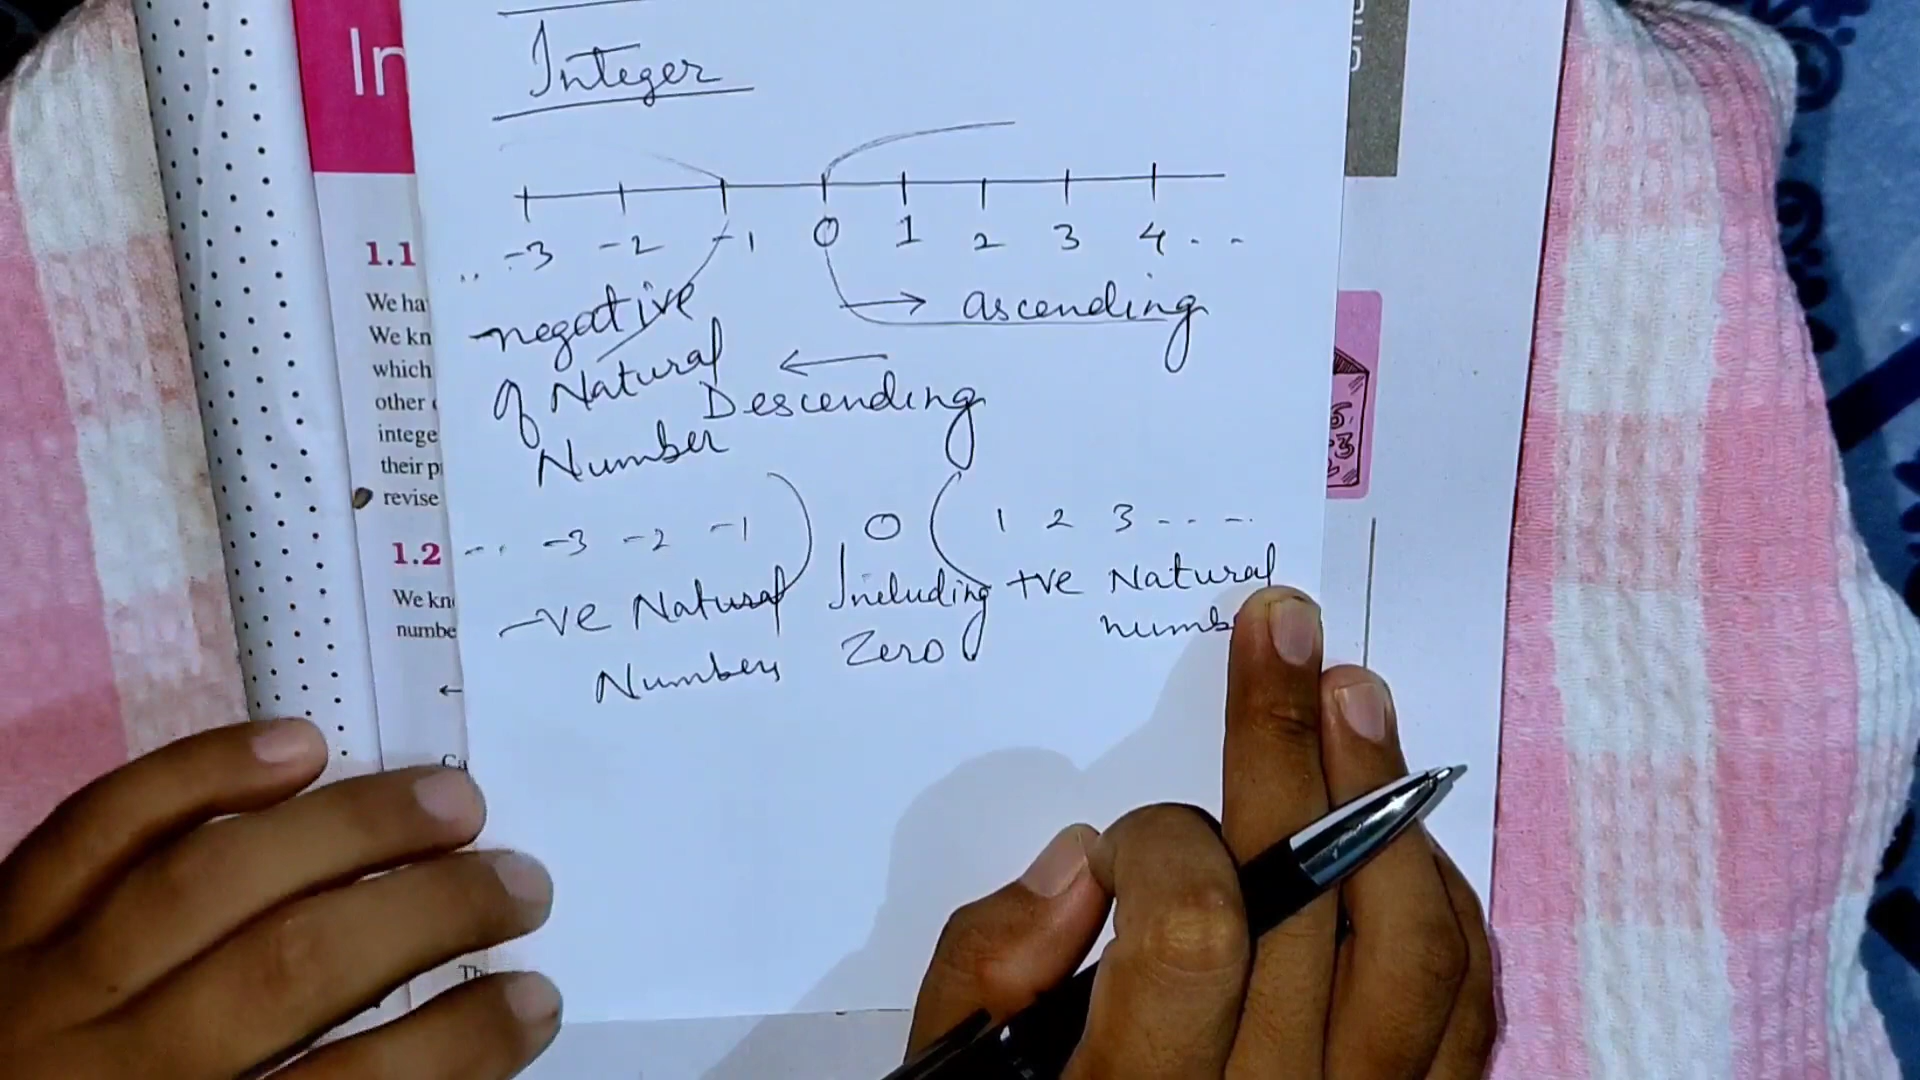 Integer
.. -3 -2 -1 0 1 2 3 4 . . -
negative → ascending
of Natural ←
Number Descending
-- . -3 -2 -1 0 1 2 3 - - -
-ve Natural Including +ve Natural
Numbers Zero numb
In
1.1
We ha
We kn
which
other
intege
their p
revise
1.2
We kn
numbe
←
Ca
Th